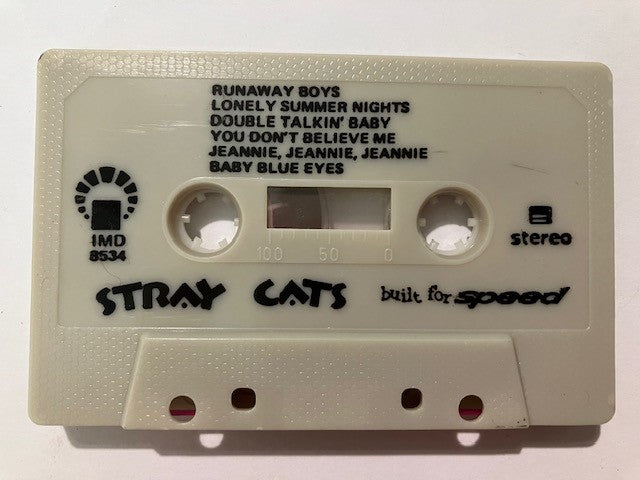 RUNAWAY BOYS
LONELY SUMMER NIGHTS
DOUBLE TALKIN' BABY
YOU DON'T BELIEVE ME
JEANNIE, JEANNIE, JEANNIE
BABY BLUE EYES
IMD
8534
B
stereo
100 50 0
STRAY CATS built for speed